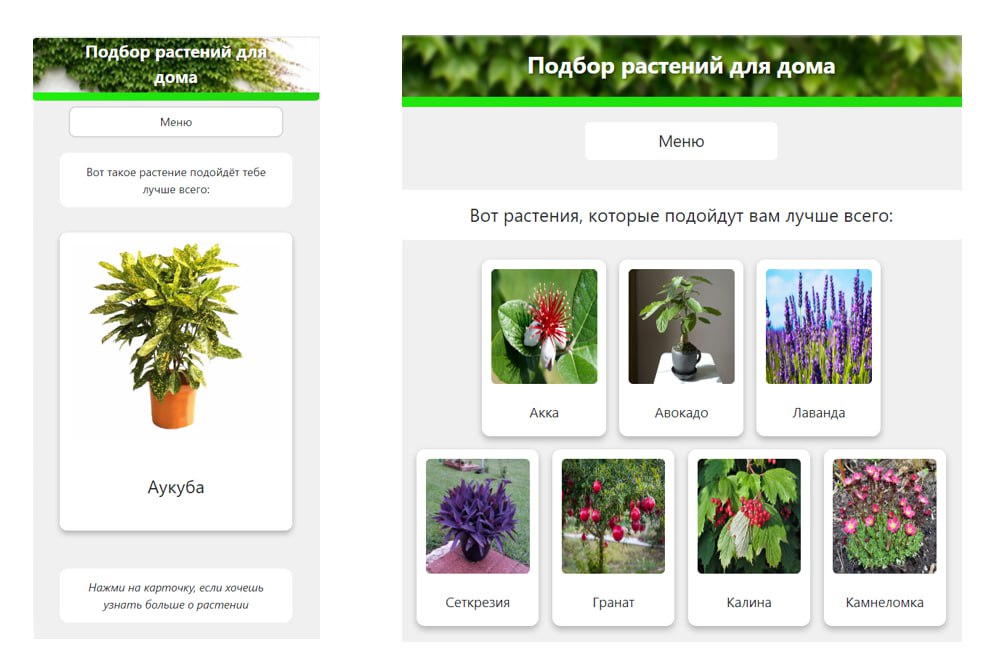 Подбор растений для
дома
Меню
Вот такое растение подойдёт тебе
лучше всего:
Аукуба
Нажми на карточку, если хочешь
узнать больше о растении
Подбор растений для дома
Меню
Вот растения, которые подойдут вам лучше всего:
Акка
Авокадо
Лаванда
Сеткрезия
Гранат
Калина
Камнеломка